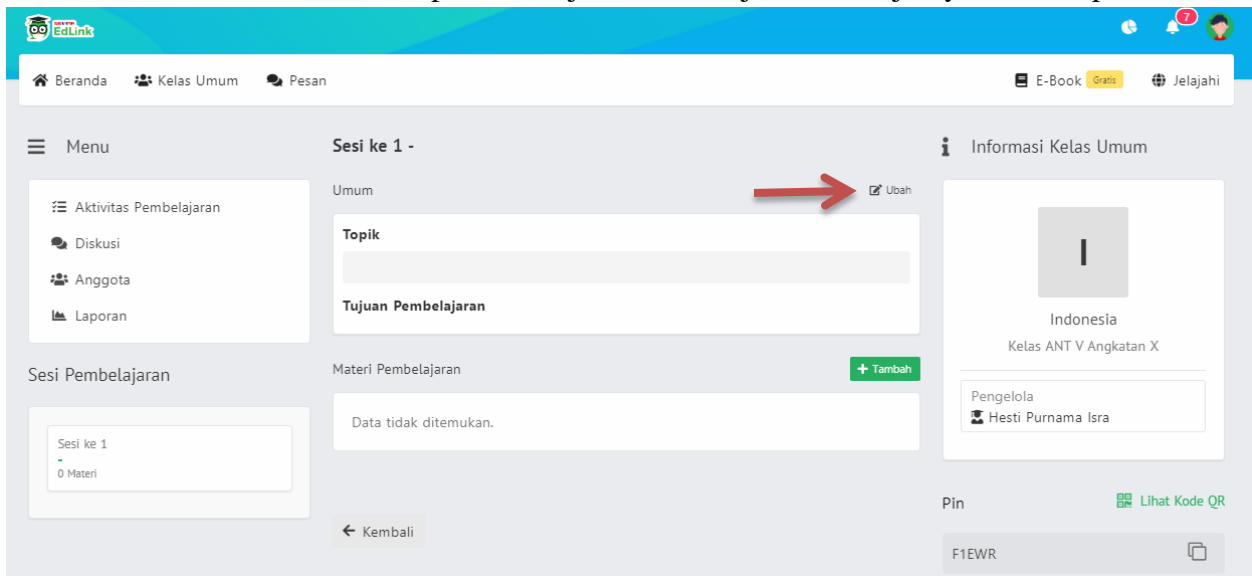 EdLink
7
Beranda
Kelas Umum
Pesan
E-Book Gratis
Jelajahi
Menu
Aktivitas Pembelajaran
Diskusi
Anggota
Laporan
Sesi Pembelajaran
Sesi ke 1
-
0 Materi
Sesi ke 1 -
Umum
Ubah
Topik
Tujuan Pembelajaran
Materi Pembelajaran
+ Tambah
Data tidak ditemukan.
← Kembali
Informasi Kelas Umum
I
Indonesia
Kelas ANT V Angkatan X
Pengelola
Hesti Purnama Isra
Pin
Lihat Kode QR
F1EWR